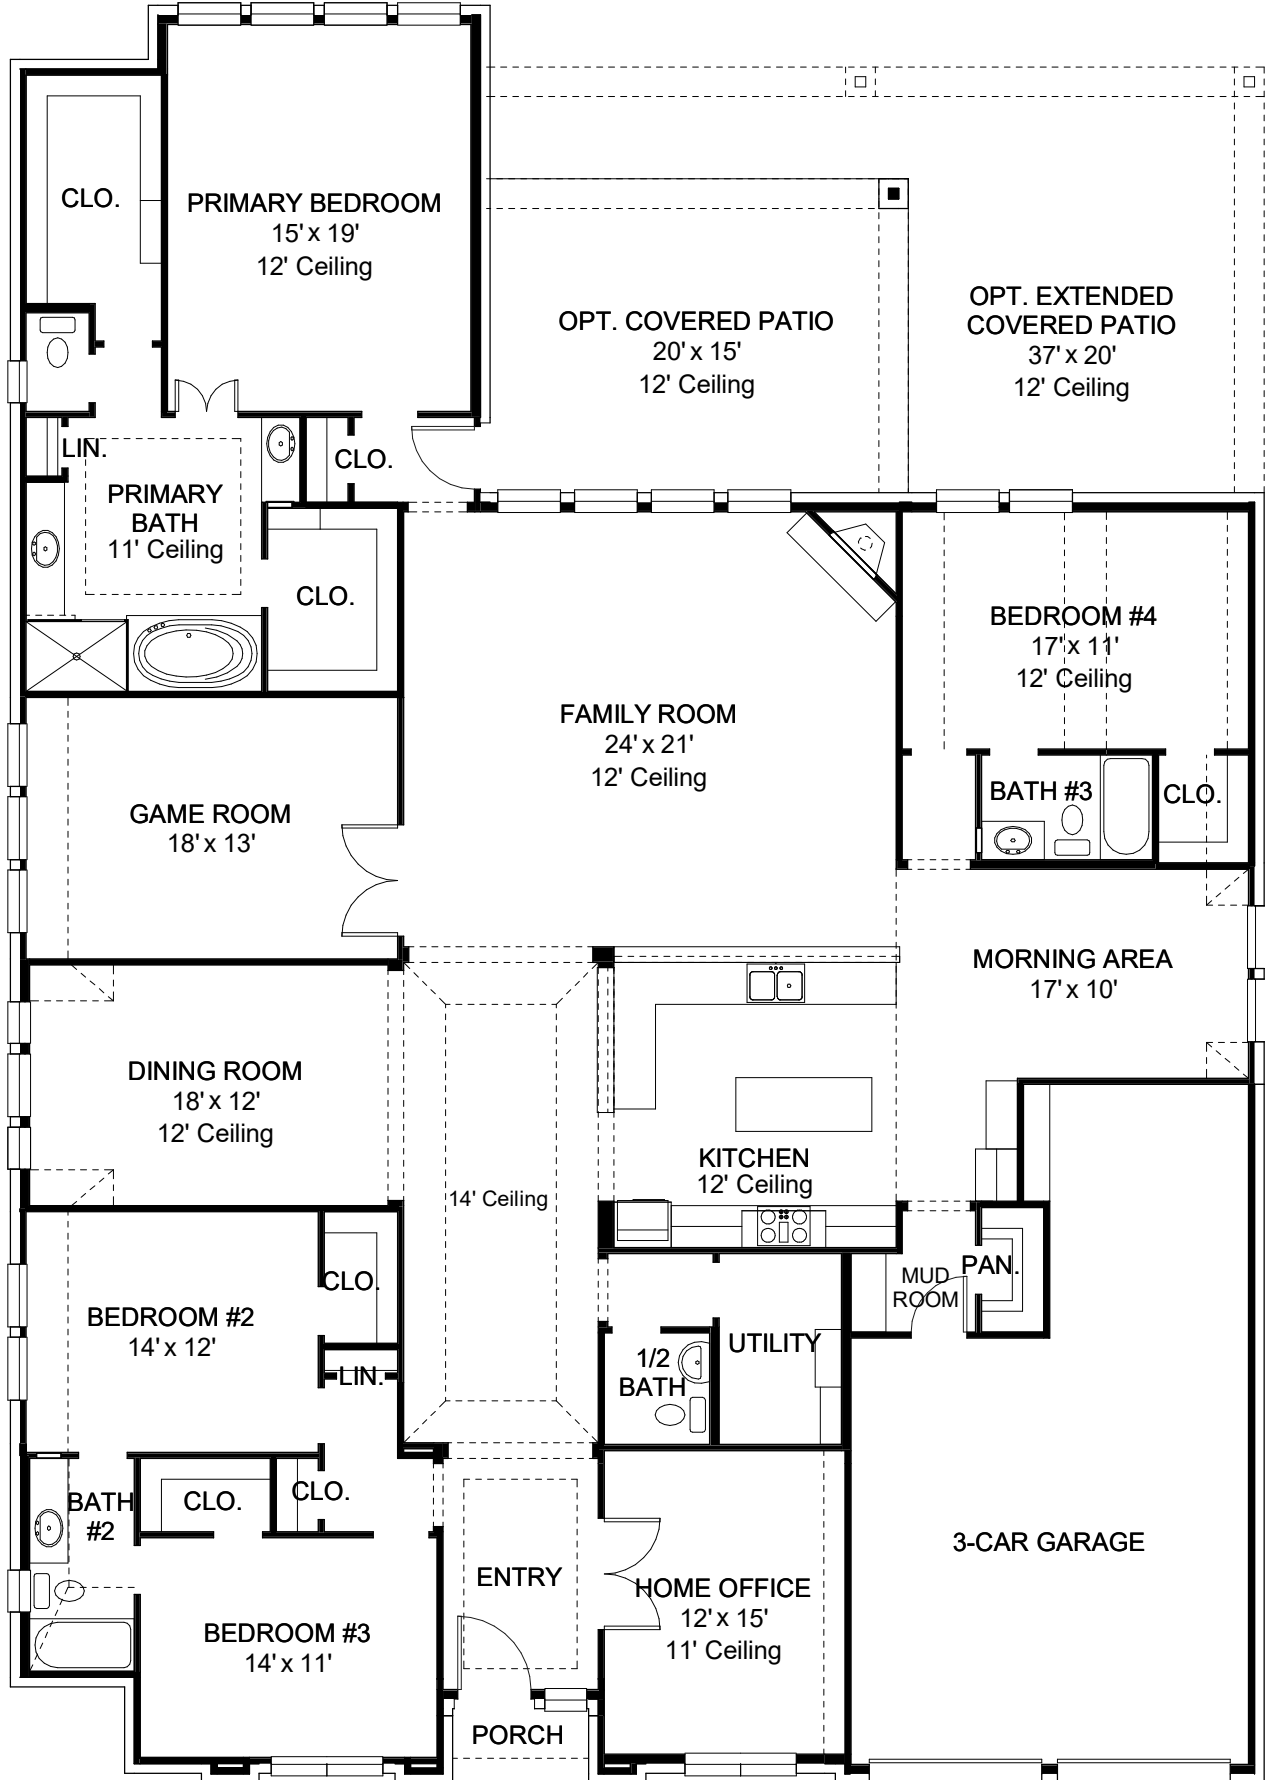 CLO.
PRIMARY BEDROOM
15' x 19'
12' Ceiling
OPT. COVERED PATIO
20' x 15'
12' Ceiling
OPT. EXTENDED
COVERED PATIO
37' x 20'
12' Ceiling
LIN.
CLO.
PRIMARY
BATH
11' Ceiling
CLO.
BEDROOM #4
17' x 11'
12' Ceiling
FAMILY ROOM
24' x 21'
12' Ceiling
BATH #3
CLO.
GAME ROOM
18' x 13'
MORNING AREA
17' x 10'
DINING ROOM
18' x 12'
12' Ceiling
KITCHEN
12' Ceiling
14' Ceiling
CLO.
MUD
ROOM
PAN.
BEDROOM #2
14' x 12'
LIN.
1/2
BATH
UTILITY
BATH
#2
CLO.
CLO.
3-CAR GARAGE
ENTRY
HOME OFFICE
12' x 15'
11' Ceiling
BEDROOM #3
14' x 11'
PORCH